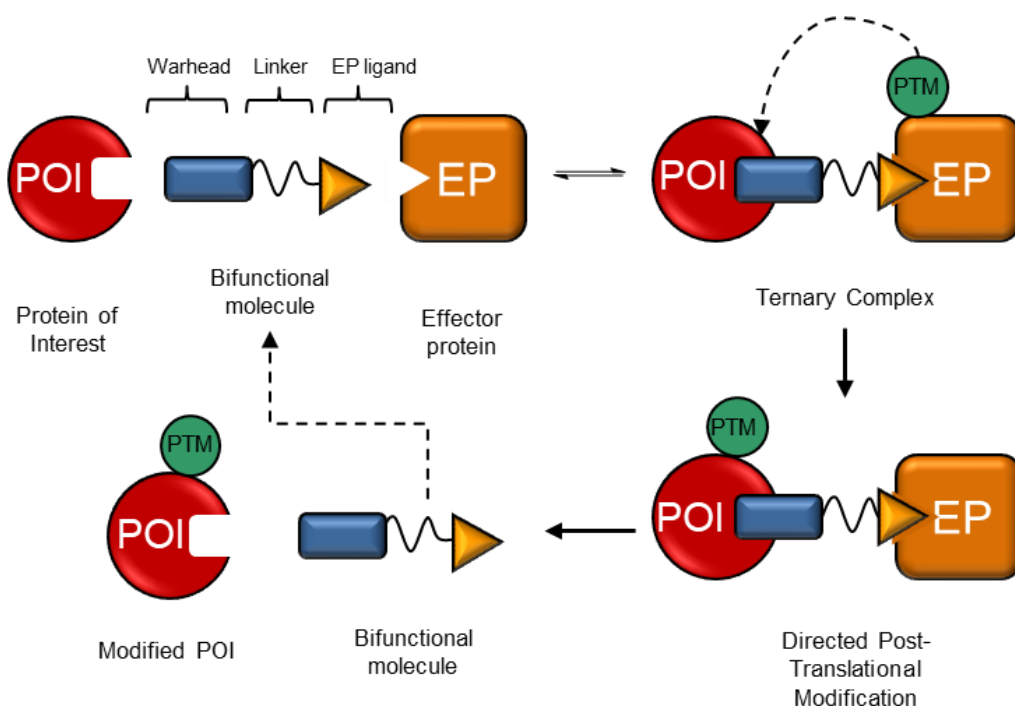 Warhead Linker EP ligand
POI
EP
Bifunctional
molecule
Protein of
Interest
Effector
protein
PTM
POI
EP
Ternary Complex
PTM
POI
EP
Directed Post-
Translational
Modification
PTM
POI
Modified POI
Bifunctional
molecule